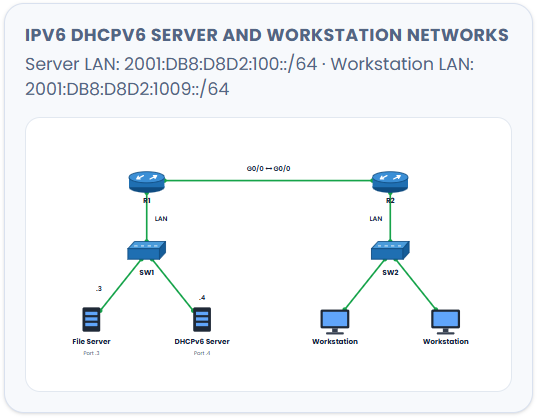 IPV6 DHCPV6 SERVER AND WORKSTATION NETWORKS
Server LAN: 2001:DB8:D8D2:100::/64 · Workstation LAN:
2001:DB8:D8D2:1009::/64
G0/0 ↔ G0/0
R1
R2
LAN
LAN
SW1
SW2
.3
.4
File Server
DHCPv6 Server
Workstation
Workstation
Port .3
Port .4